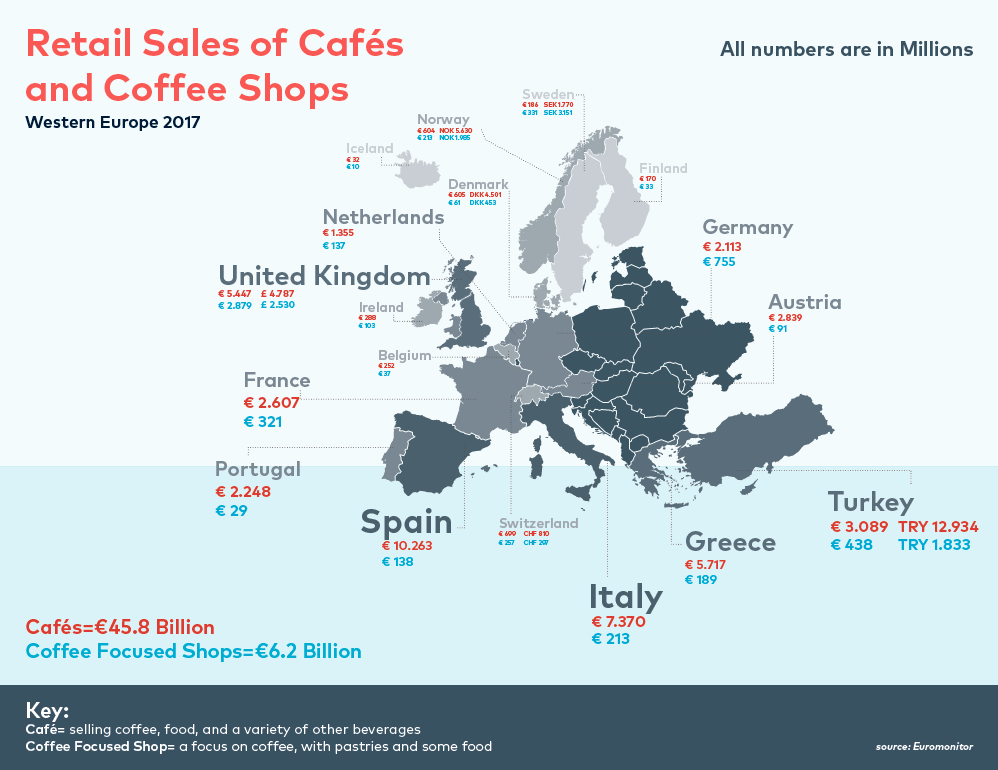 Retail Sales of Cafés
and Coffee Shops
Western Europe 2017
All numbers are in Millions
Sweden
€ 186 SEK 1.770
€ 331 SEK 3.151
Norway
€ 604 NOK 5.630
€ 213 NOK 1.985
Iceland
€ 32
€ 10
Finland
€ 170
€ 33
Denmark
€ 605 DKK 4.501
€ 61 DKK 453
Netherlands
€ 1.355
€ 137
Germany
€ 2.113
€ 755
United Kingdom
€ 5.447 £ 4.787
€ 2.879 £ 2.530
Ireland
€ 288
€ 103
Austria
€ 2.839
€ 91
Belgium
€ 252
€ 37
France
€ 2.607
€ 321
Portugal
€ 2.248
€ 29
Spain
€ 10.263
€ 138
Switzerland
€ 699 CHF 810
€ 257 CHF 297
Turkey
€ 3.089 TRY 12.934
€ 438 TRY 1.833
Greece
€ 5.717
€ 189
Italy
€ 7.370
€ 213
Cafés=€45.8 Billion
Coffee Focused Shops=€6.2 Billion
Key:
Café= selling coffee, food, and a variety of other beverages
Coffee Focused Shop= a focus on coffee, with pastries and some food
source: Euromonitor